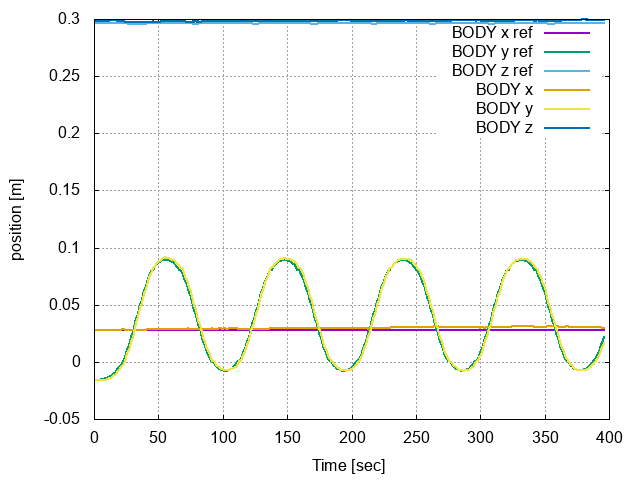 0.3
0.25
0.2
0.15
0.1
0.05
0
-0.05
position [m]
BODY x ref
BODY y ref
BODY z ref
BODY x
BODY y
BODY z
0 50 100 150 200 250 300 350 400
Time [sec]